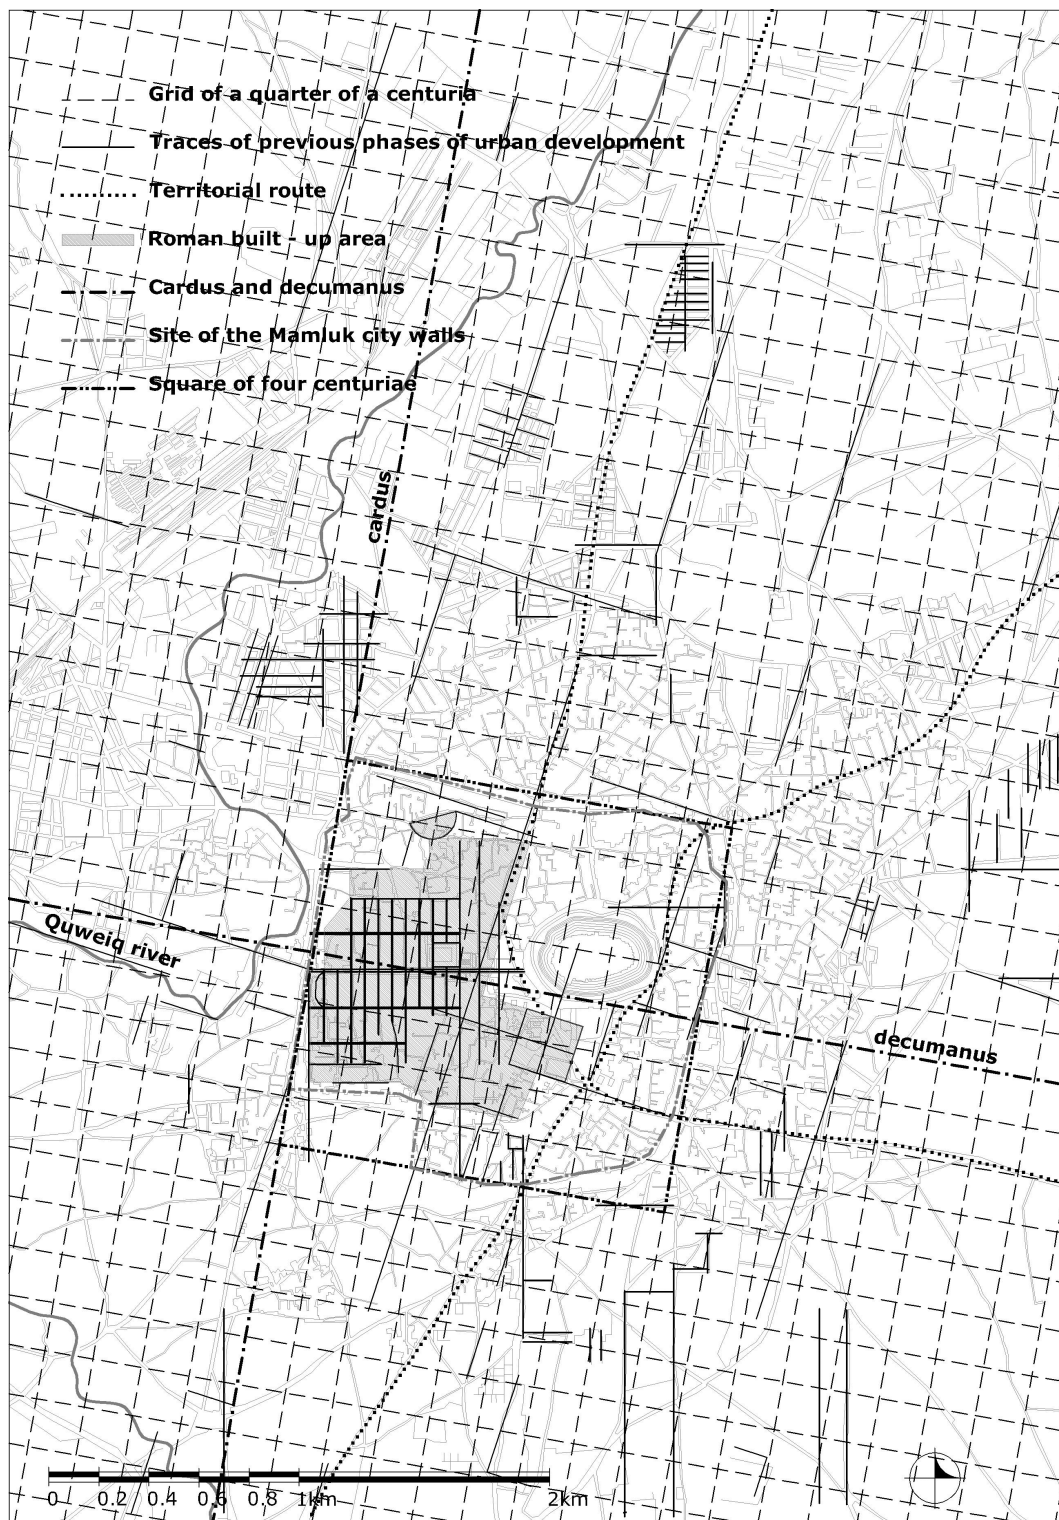 Grid of a quarter of a centuria
Traces of previous phases of urban development
Territorial route
Roman built - up area
Cardus and decumanus
Site of the Mamluk city walls
Square of four centuriae
cardus
Quweiq river
decumanus
0 0.2 0.4 0.6 0.8 1km 2km